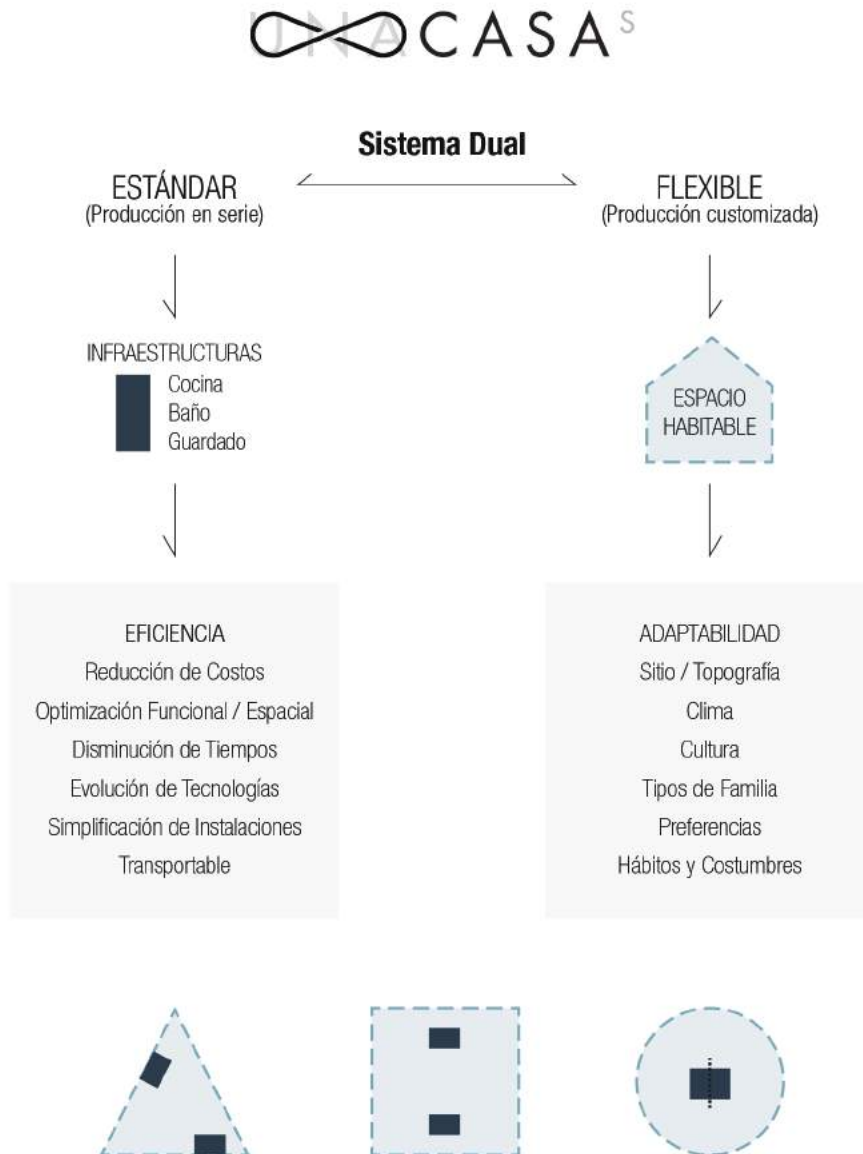 UNACASAS
Sistema Dual
ESTÁNDAR
(Producción en serie)
FLEXIBLE
(Producción customizada)
INFRAESTRUCTURAS
Cocina
Baño
Guardado
ESPACIO
HABITABLE
EFICIENCIA
Reducción de Costos
Optimización Funcional / Espacial
Disminución de Tiempos
Evolución de Tecnologías
Simplificación de Instalaciones
Transportable
ADAPTABILIDAD
Sitio / Topografía
Clima
Cultura
Tipos de Familia
Preferencias
Hábitos y Costumbres